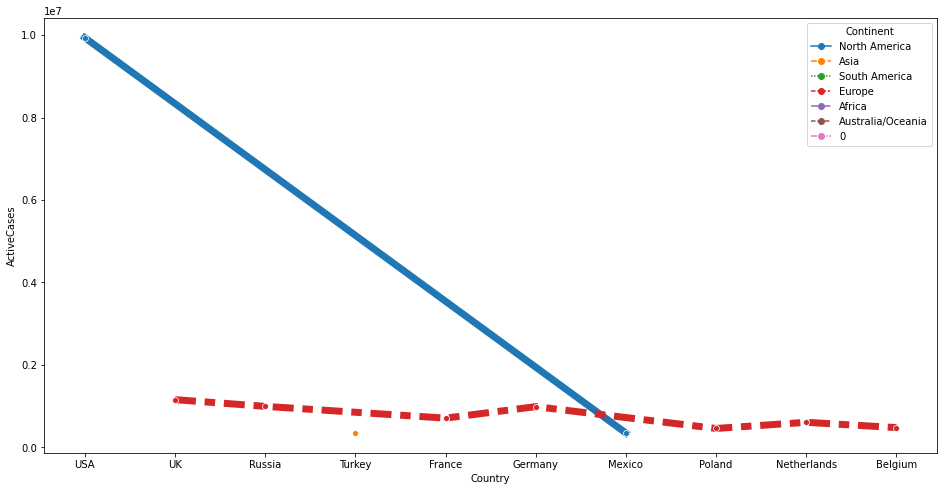 1e7
Continent
North America
Asia
South America
Europe
Africa
Australia/Oceania
0
1.0
0.8
0.6
0.4
0.2
0.0
ActiveCases
USA UK Russia Turkey France Germany Mexico Poland Netherlands Belgium
Country